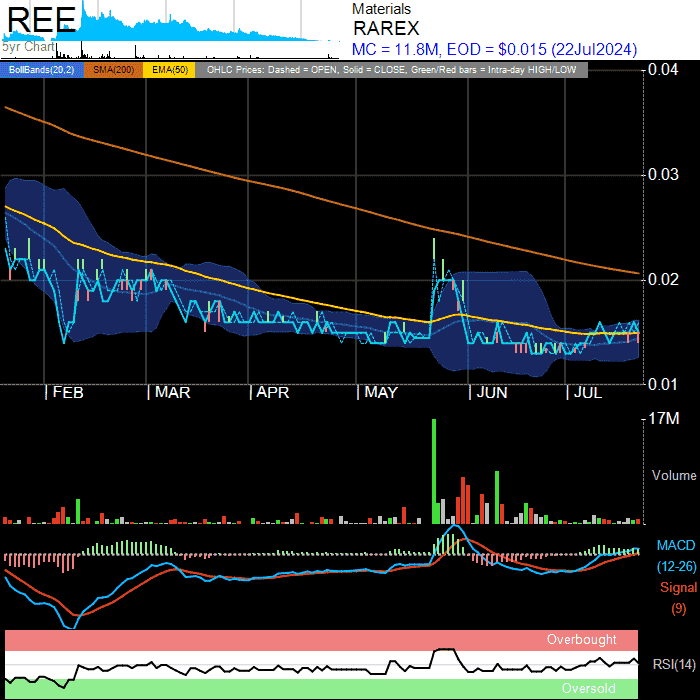 REE
5yr Chart
Materials
RAREX
MC = 11.8M, EOD = $0.015 (22Jul2024)
BollBands(20,2) SMA(200) EMA(50) OHLC Prices: Dashed = OPEN, Solid = CLOSE, Green/Red bars = Intra-day HIGH/LOW
0.04
0.03
0.02
0.01
FEB MAR APR MAY JUN JUL
17M
Volume
MACD
(12-26)
Signal
(9)
Overbought
RSI(14)
Oversold